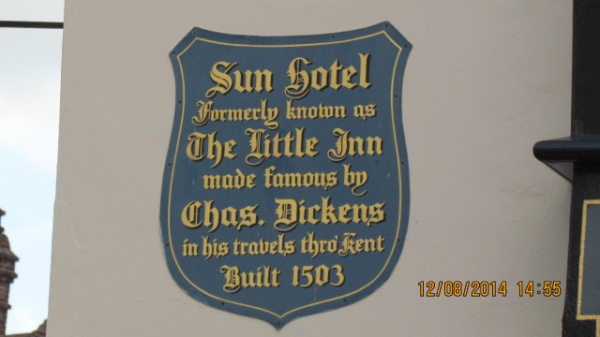 Sun Hotel
Formerly known as
The Little Inn
made famous by
Chas. Dickens
in his travels thro' Kent
Built 1503
12/08/2014 14:55